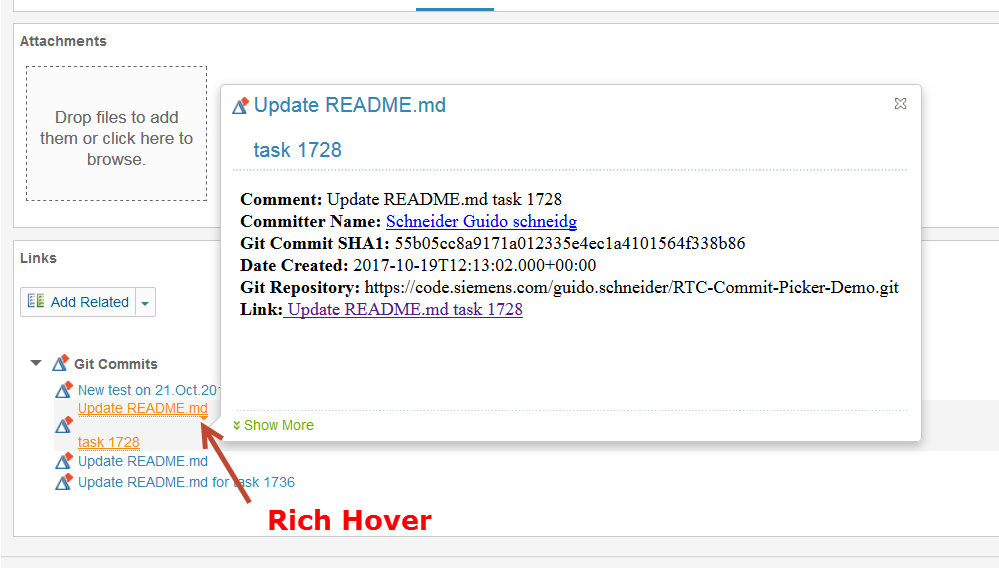 Attachments
Drop files to add
them or click here to
browse.
Update README.md
task 1728
Comment: Update README.md task 1728
Committer Name: Schneider Guido schneidg
Git Commit SHA1: 55b05cc8a9171a012335e4ec1a4101564f338b86
Date Created: 2017-10-19T12:13:02.000+00:00
Git Repository: https://code.siemens.com/guido.schneider/RTC-Commit-Picker-Demo.git
Link: Update README.md task 1728
Show More
Links
Add Related
Git Commits
New test on 21.Oct.201
Update README.md
task 1728
Update README.md
Update README.md for task 1736
Rich Hover